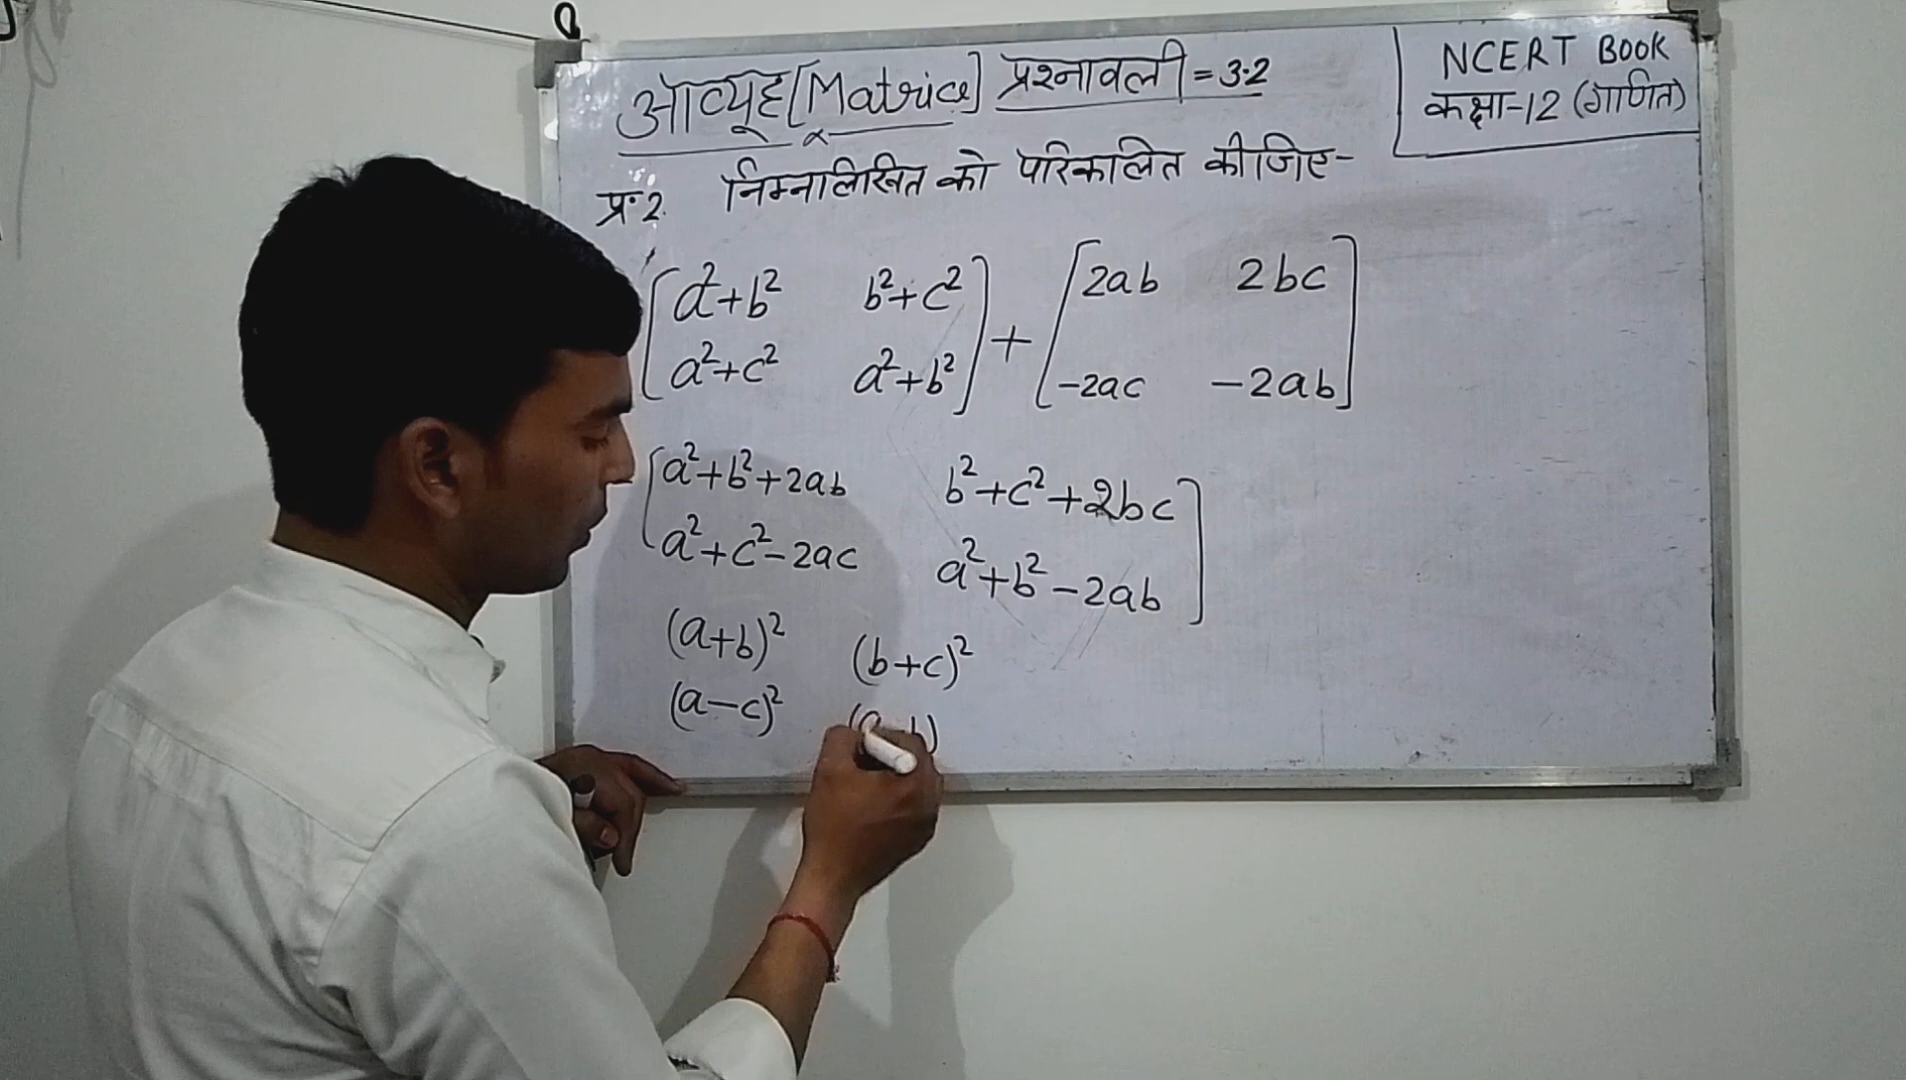 आव्यूह [Matrice] प्रश्नावली = 3.2
NCERT BOOK
कक्षा-12 (गणित)
प्र॰2. निम्नलिखित को परिकलित कीजिए-
[a²+b² b²+c²] + [2ab 2bc]
[a²+c² a²+b²] [-2ac -2ab]
[a²+b²+2ab b²+c²+2bc]
[a²+c²-2ac a²+b²-2ab]
(a+b)² (b+c)²
(a-c)²